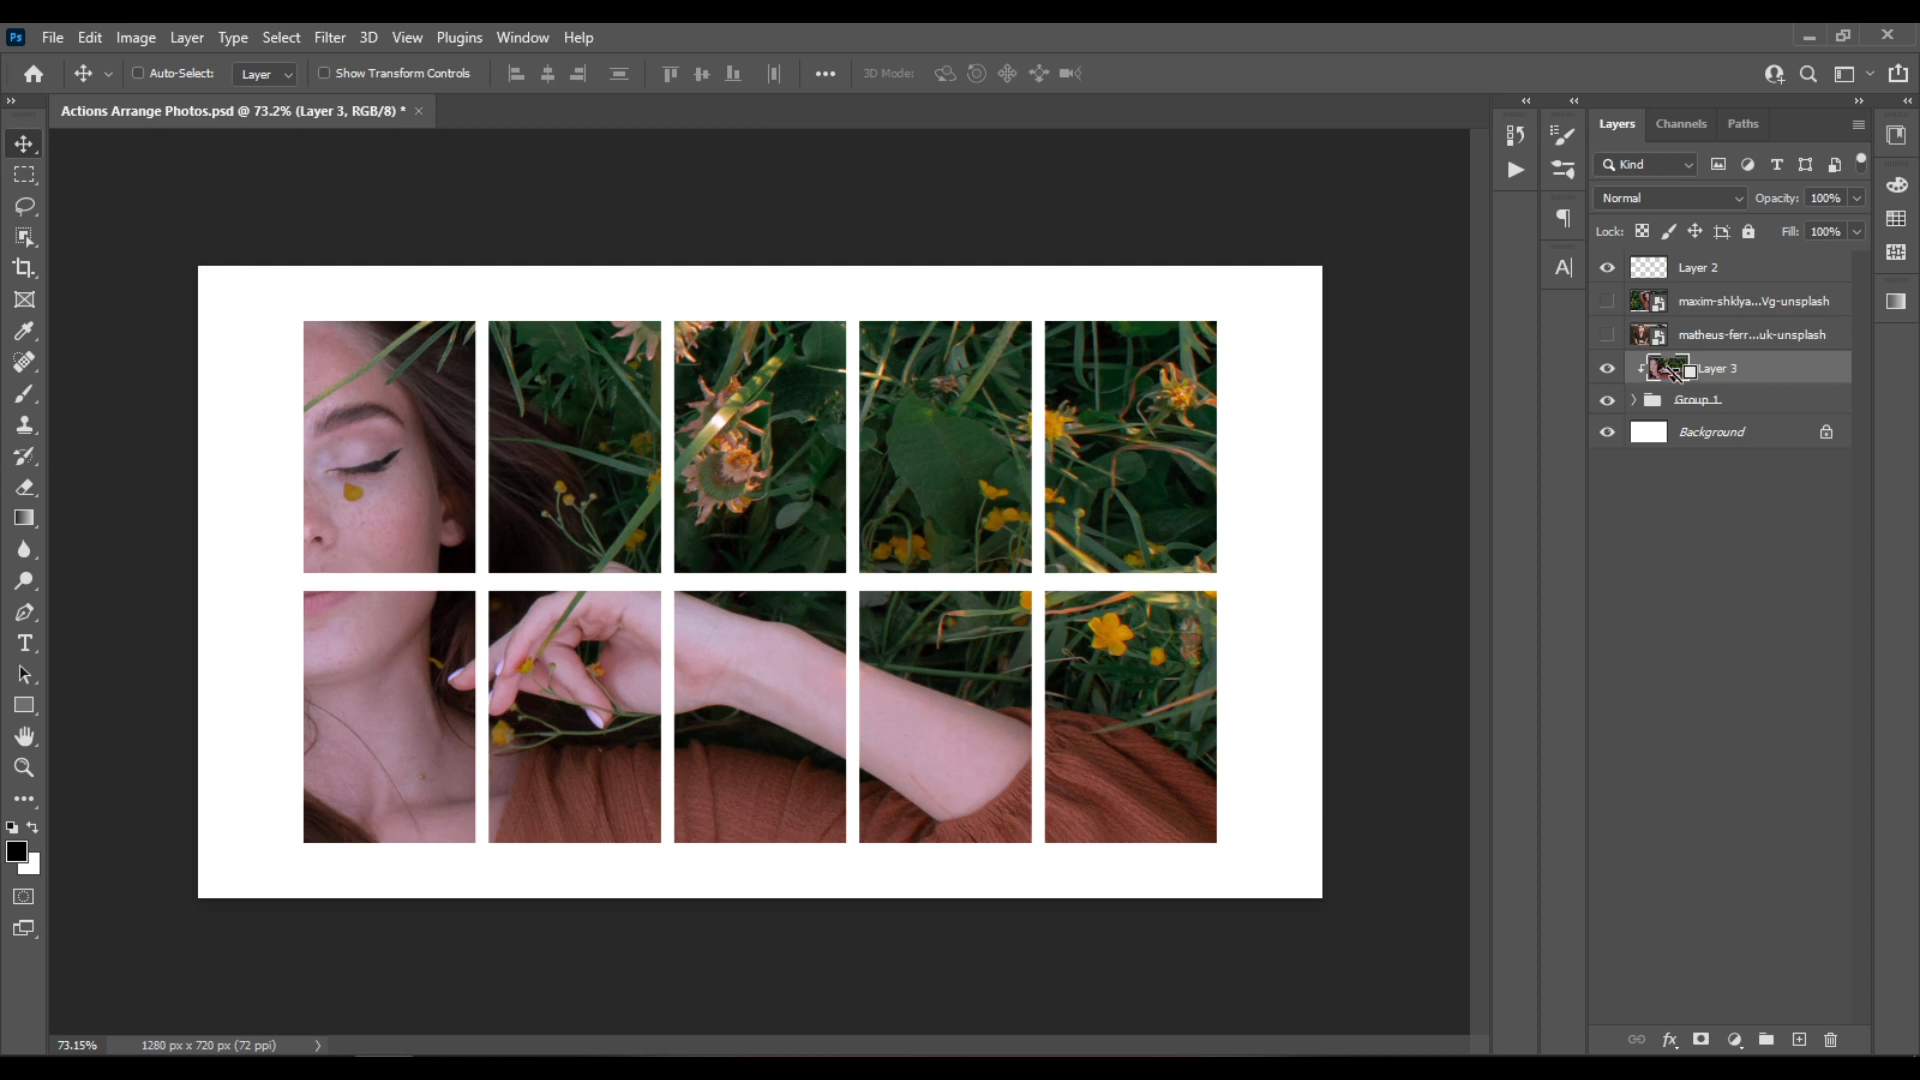 Ps File Edit Image Layer Type Select Filter 3D View Plugins Window Help
Auto-Select: Layer Show Transform Controls 3D Mode:
Actions Arrange Photos.psd @ 73.2% (Layer 3, RGB/8) *
Layers Channels Paths
Kind
Normal Opacity: 100%
Lock: Fill: 100%
Layer 2
maxim-shklya...Vg-unsplash
matheus-ferr...uk-unsplash
Layer 3
Group 1
Background
73.15% 1280 px x 720 px (72 ppi)